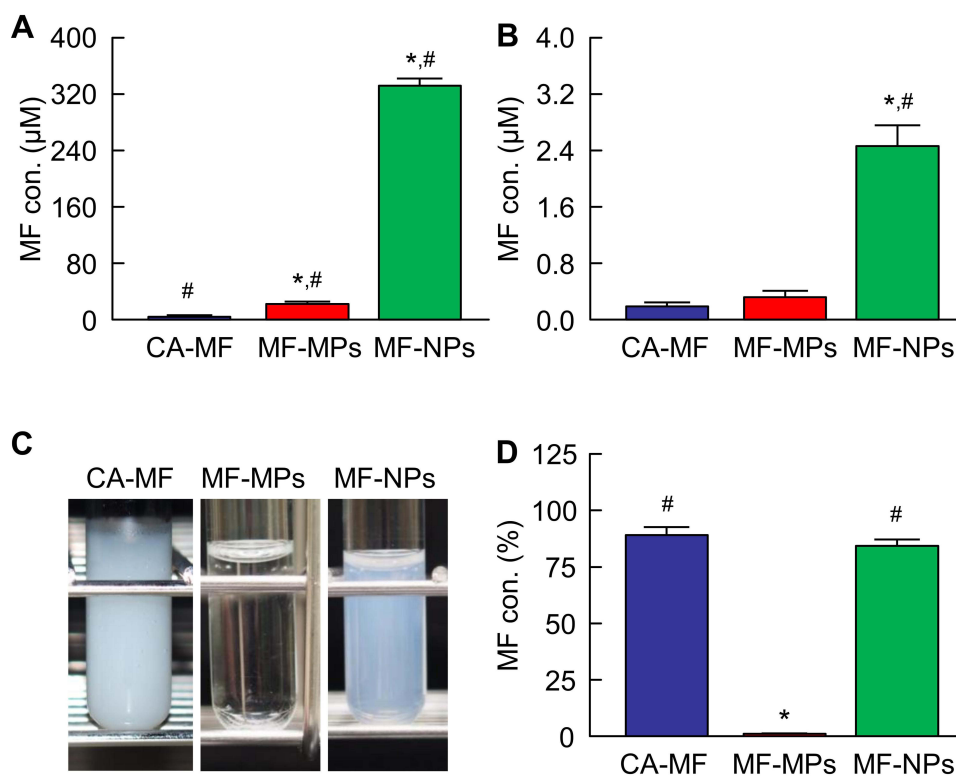 A
MF con. (µM)
400
320
240
160
80
0
#
*,#
*,#
CA-MF MF-MPs MF-NPs
B
MF con. (µM)
4.0
3.2
2.4
1.6
0.8
0.0
*,#
CA-MF MF-MPs MF-NPs
C
CA-MF MF-MPs MF-NPs
D
MF con. (%)
125
100
75
50
25
0
#
*
#
CA-MF MF-MPs MF-NPs